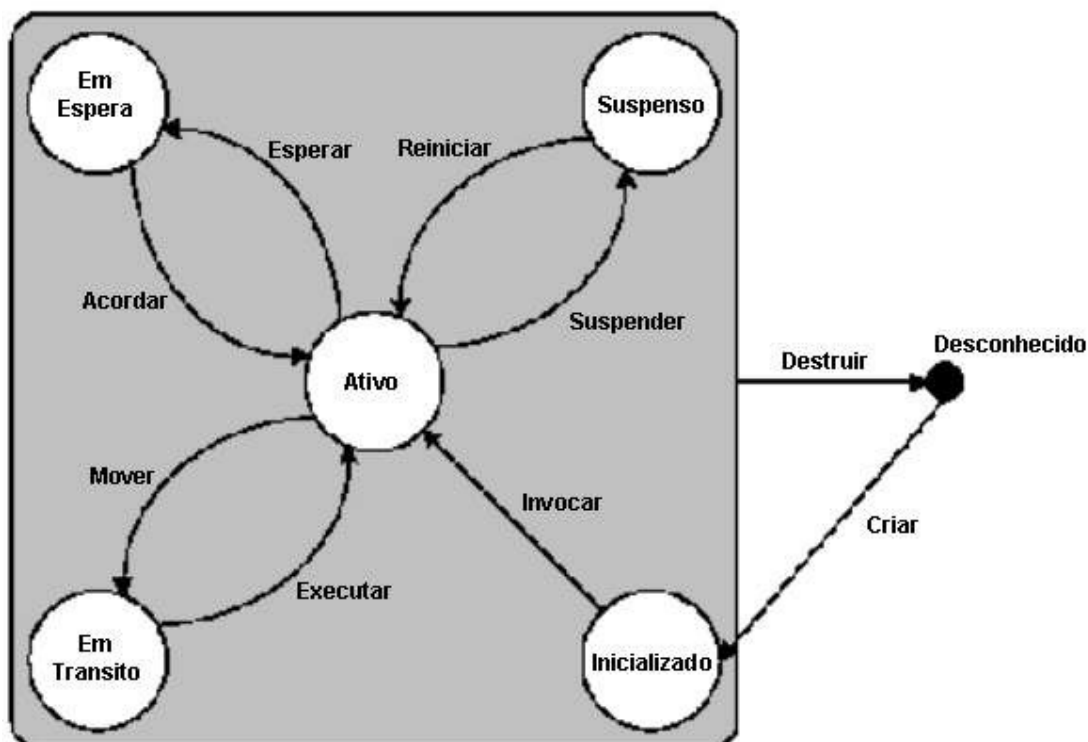 Em
Espera
Suspenso
Esperar
Reiniciar
Acordar
Suspender
Ativo
Destruir
Desconhecido
Mover
Invocar
Criar
Executar
Em
Transito
Inicializado